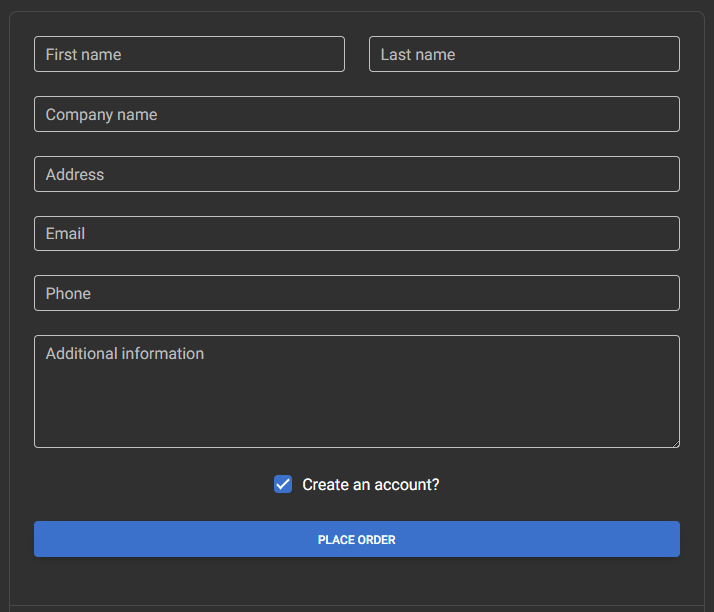 First name
Last name
Company name
Address
Email
Phone
Additional information
Create an account?
PLACE ORDER